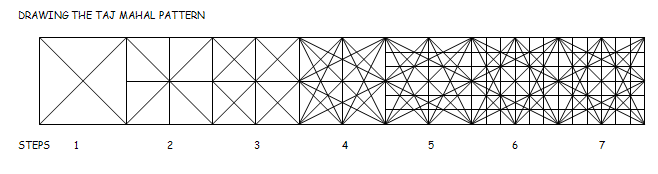 DRAWING THE TAJ MAHAL PATTERN
STEPS 1 2 3 4 5 6 7